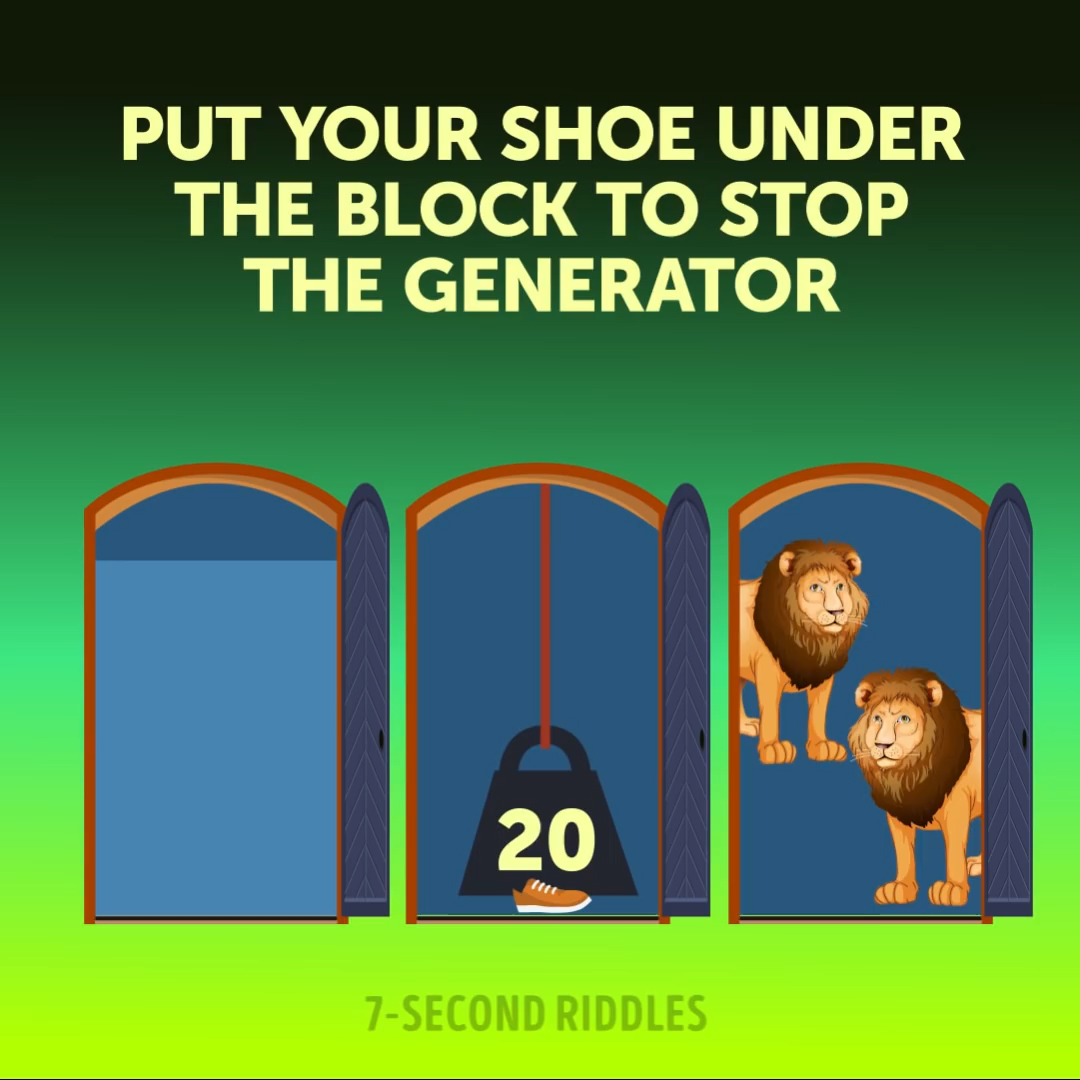 PUT YOUR SHOE UNDER
THE BLOCK TO STOP
THE GENERATOR
20
7-SECOND RIDDLES